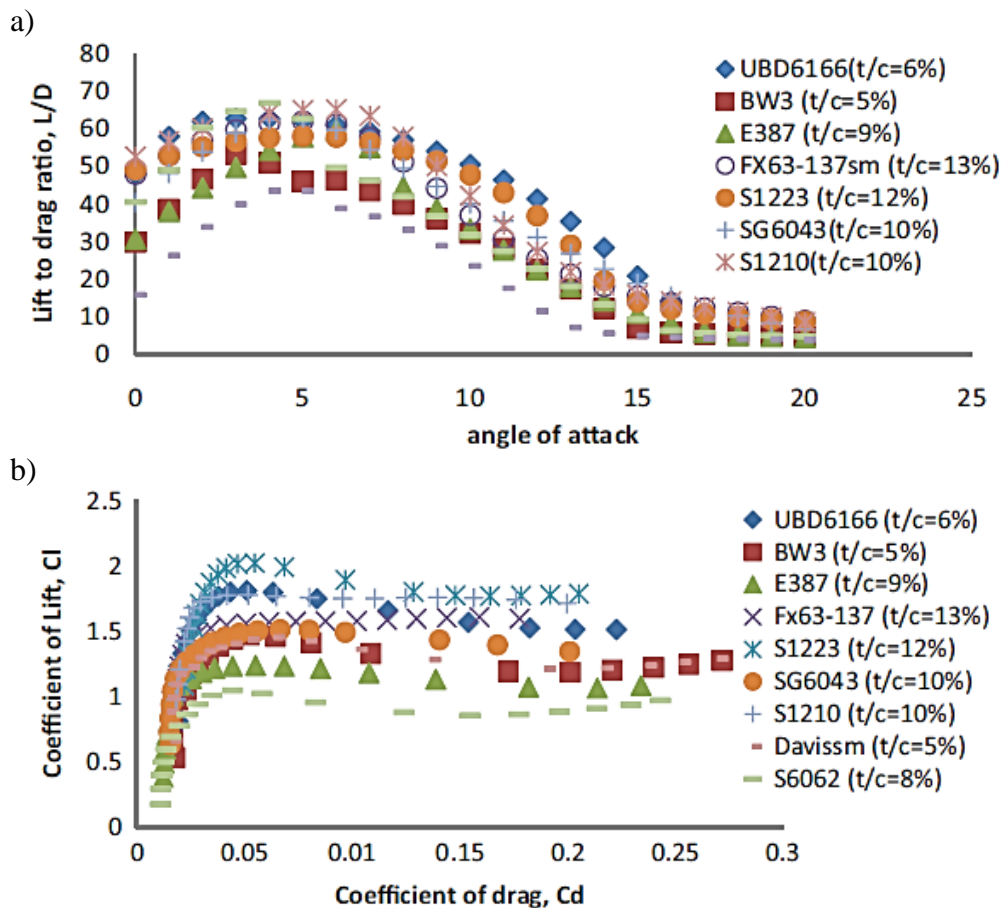 a)
Lift to drag ratio, L/D
80
70
60
50
40
30
20
10
0
0 5 10 15 20 25
angle of attack
UBD6166(t/c=6%)
BW3 (t/c=5%)
E387 (t/c=9%)
FX63-137sm (t/c=13%)
S1223 (t/c=12%)
SG6043(t/c=10%)
S1210(t/c=10%)
b)
Coefficient of Lift, Cl
2.5
2
1.5
1
0.5
0
0 0.05 0.01 0.15 0.2 0.25 0.3
Coefficient of drag, Cd
UBD6166 (t/c=6%)
BW3 (t/c=5%)
E387 (t/c=9%)
Fx63-137 (t/c=13%)
S1223 (t/c=12%)
SG6043 (t/c=10%)
S1210 (t/c=10%)
Davissm (t/c=5%)
S6062 (t/c=8%)